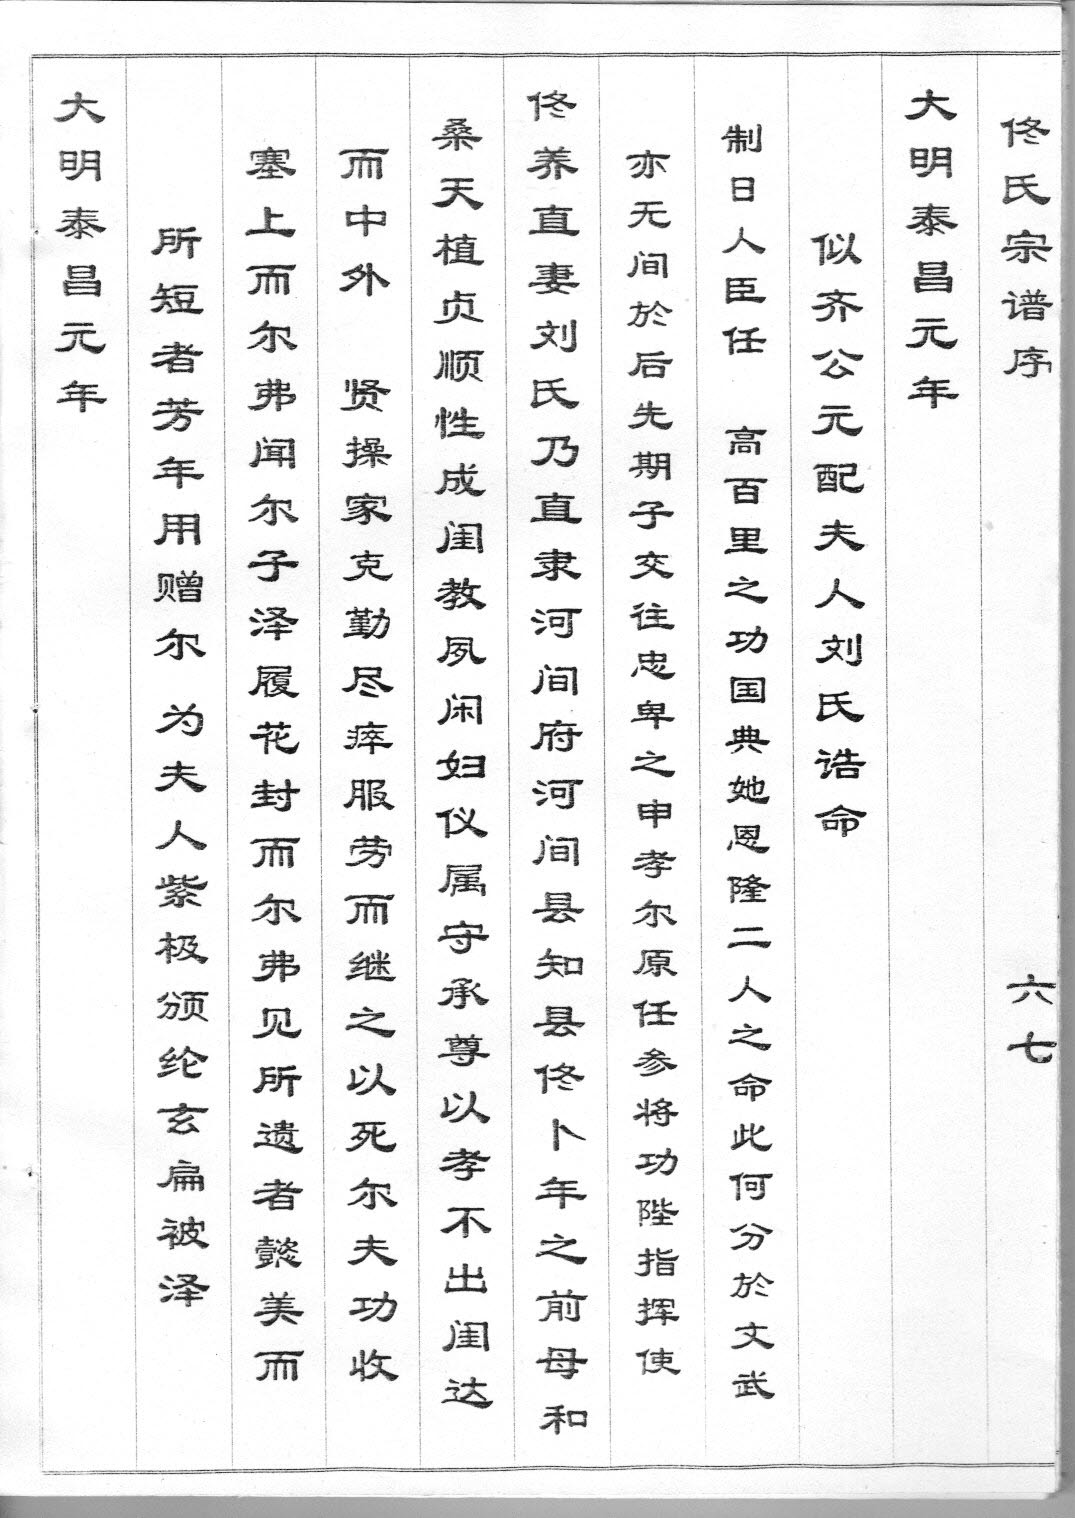 佟氏宗谱序 六七
大明泰昌元年
似齐公元配夫人刘氏诰命
制日人臣任 高百里之功国典她恩隆二人之命此何分於文武
亦无间於后先期子交往忠卑之申孝尔原任参将功陛指挥使
佟养直妻刘氏乃直隶河间府河间县知县佟卜年之前母和
桑天植贞顺性成闺教夙闲妇仪属守承尊以孝不出闺达
而中外 贤操家克勤尽瘁服劳而继之以死尔夫功收
塞上而尔弗闻尔子泽履花封而尔弗见所遗者懿美而
所短者芳年用赠尔为夫人紫极颁纶玄扁被泽
大明泰昌元年